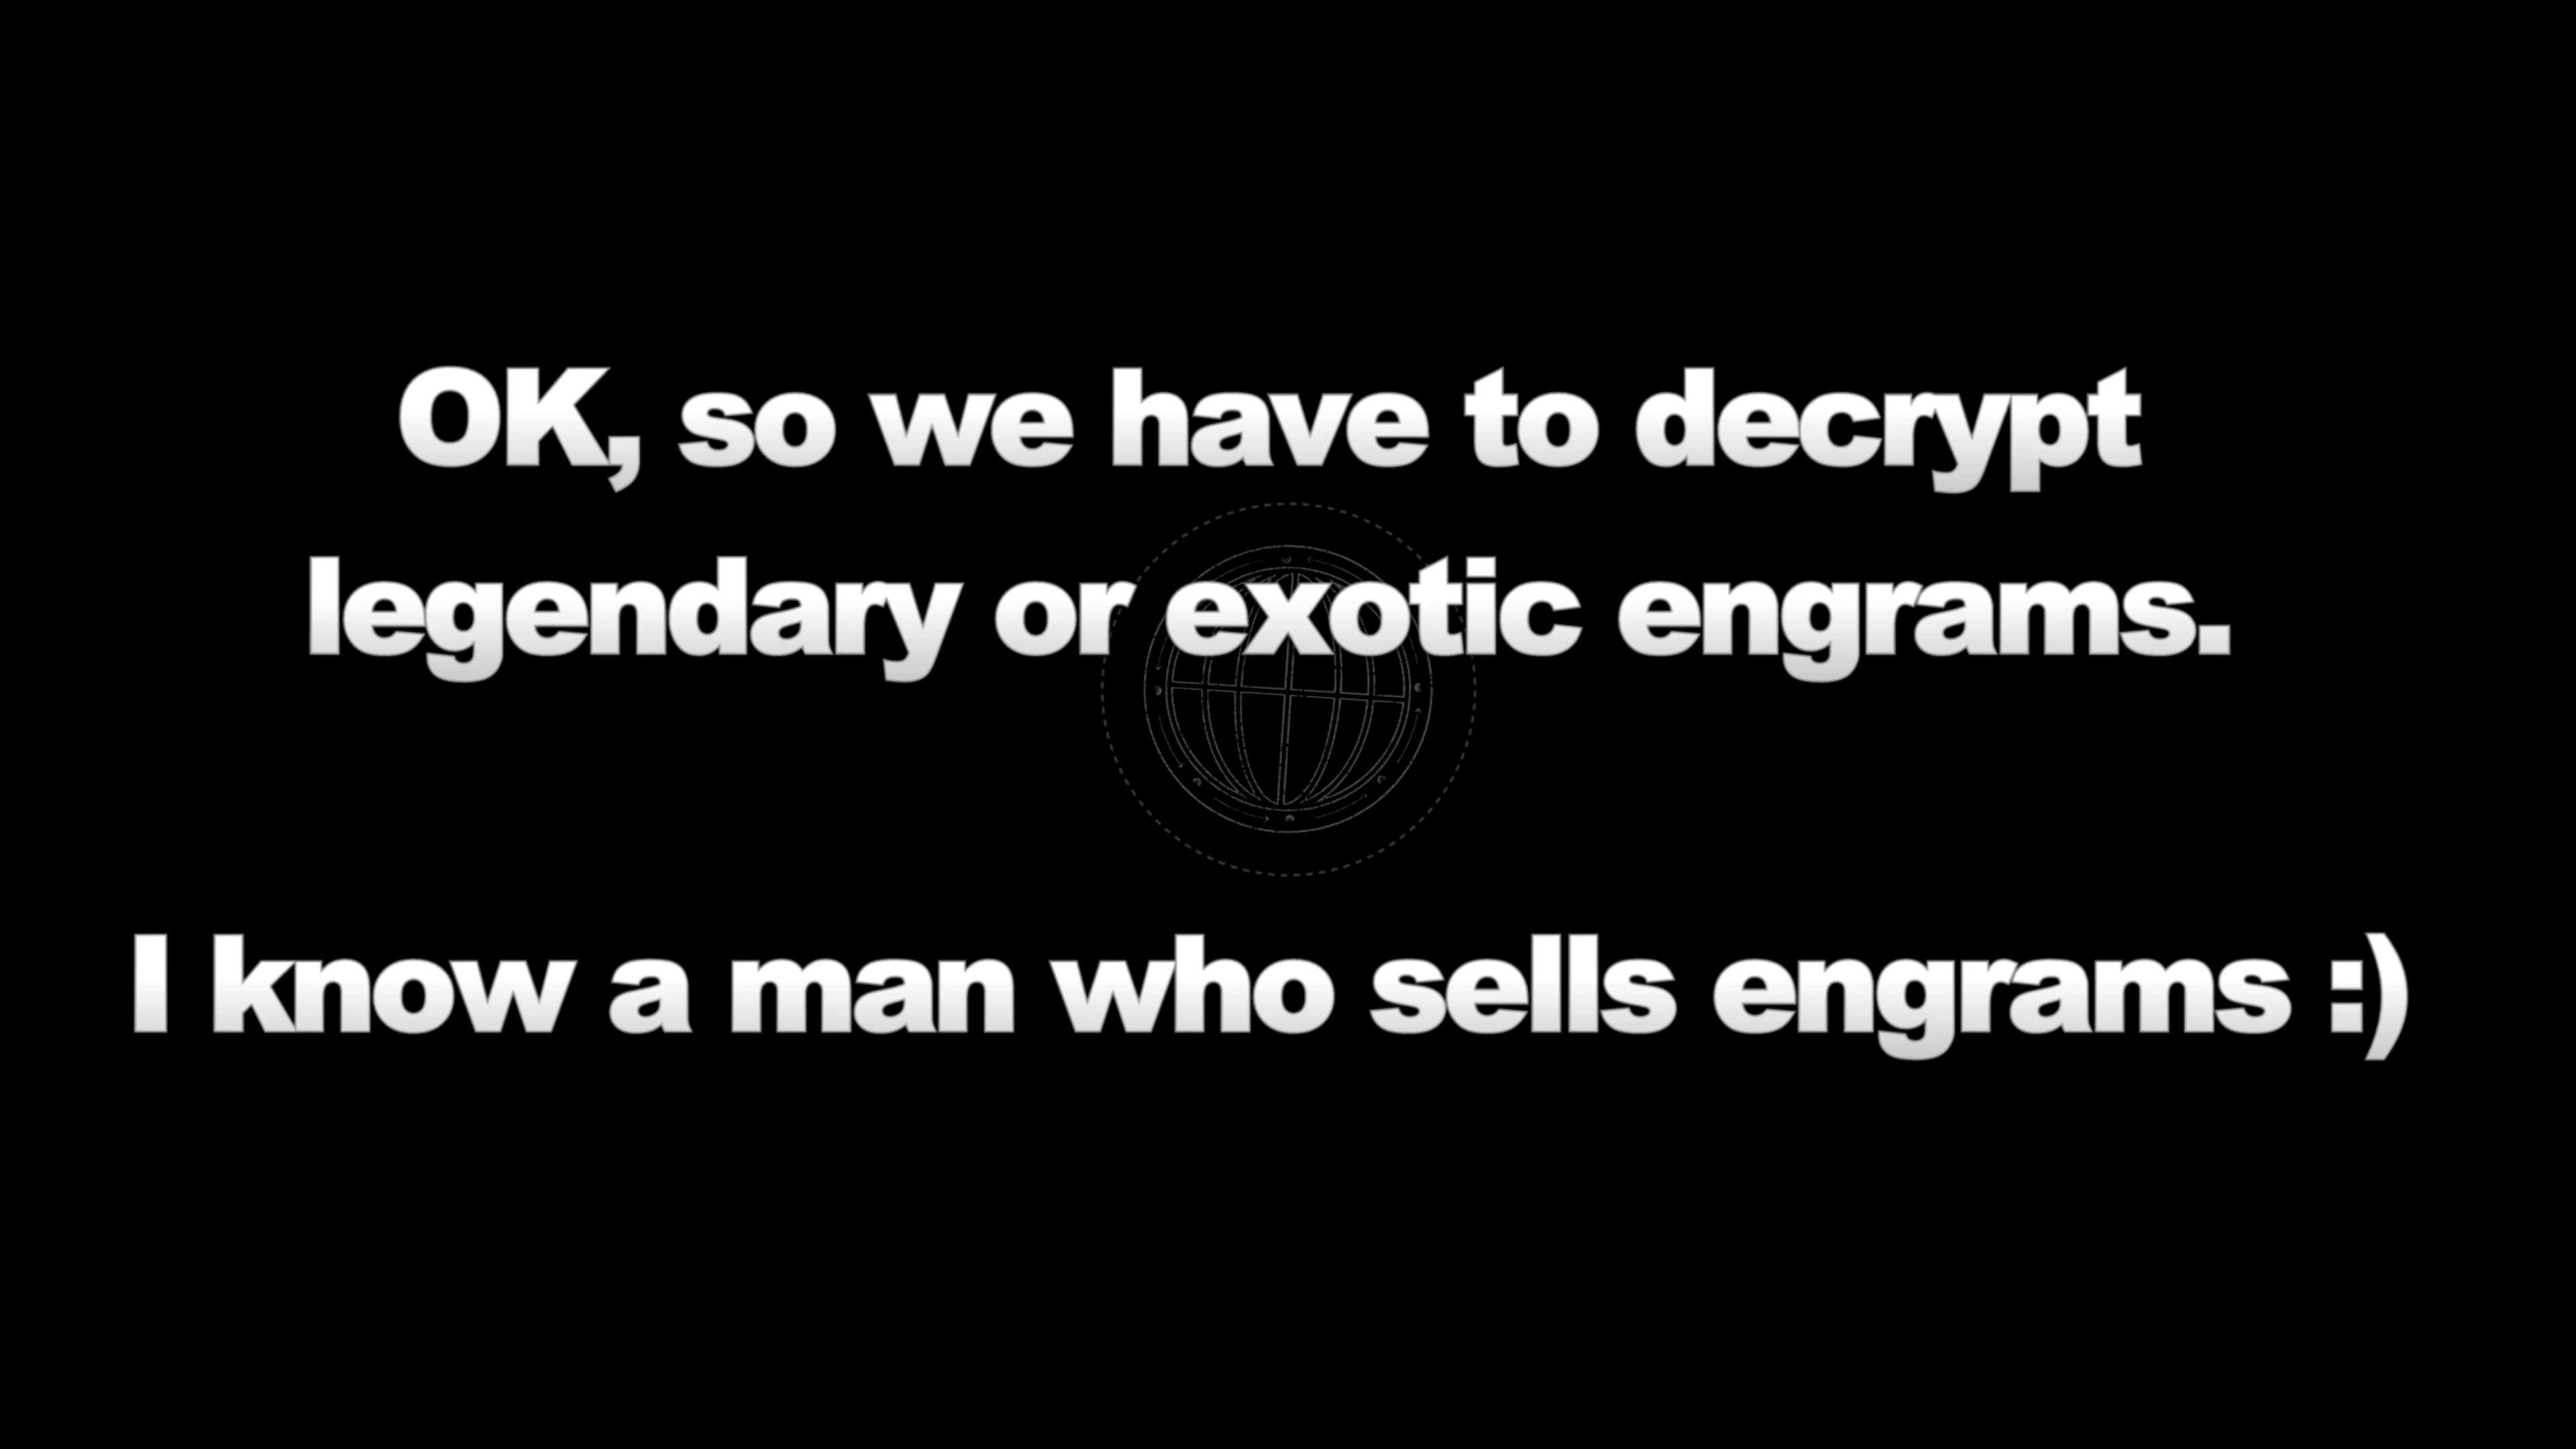 OK, so we have to decrypt
legendary or exotic engrams.
I know a man who sells engrams :)